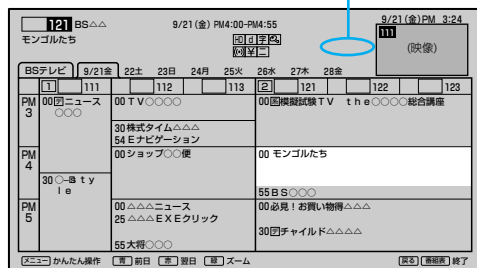 121 BS△△ 9/21(金) PM4:00-PM4:55
モンゴルたち
HD d 字
¥ 二
9/21(金)PM 3:24
111
(映像)
BSテレビ 9/21金 22土 23日 24月 25火 26水 27木 28金
1 111 112 113 2 121 122 123
PM 3
00デニュース
○○○
00TV○○○○
30株式タイム△△△
54Eナビゲーション
模擬試験TV the○○○○総合講座
PM 4
30○-Style
00ショップ○○便
00 モンゴルたち
55BS○○○
PM 5
00△△△ニュース
25△△△EXEクリック
55大将○○○
00必見!お買い物得△△△
30デチャイルド△△△△
メニュー かんたん操作 青 前日 赤 翌日 緑 ズーム 戻る 番組表 終了